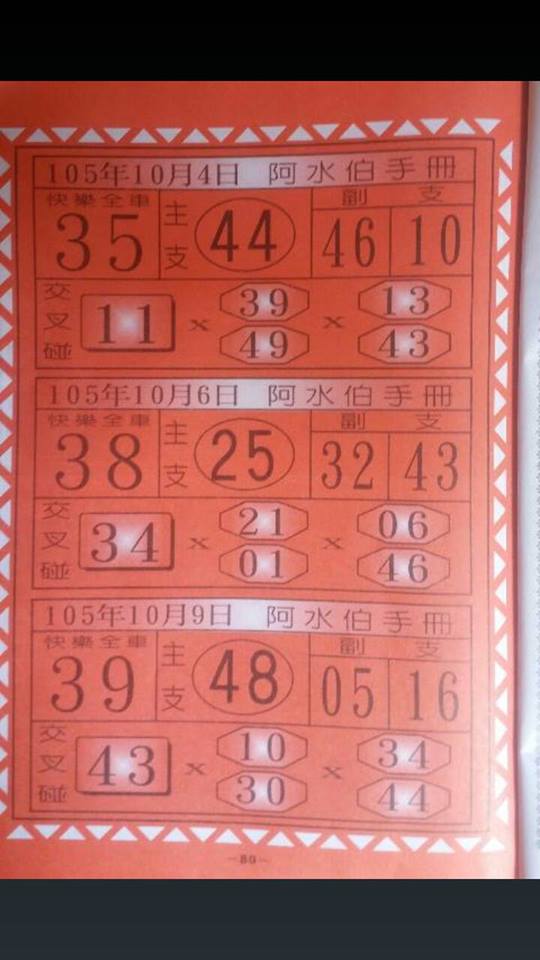 105年10月4日 阿水伯手冊
快樂全車 主支 副支
35 44 46 10
交叉碰 11 x 39 49 x 13 43
105年10月6日 阿水伯手冊
快樂全車 主支 副支
38 25 32 43
交叉碰 34 x 21 01 x 06 46
105年10月9日 阿水伯手冊
快樂全車 主支 副支
39 48 05 16
交叉碰 43 x 10 30 x 34 44
-80-